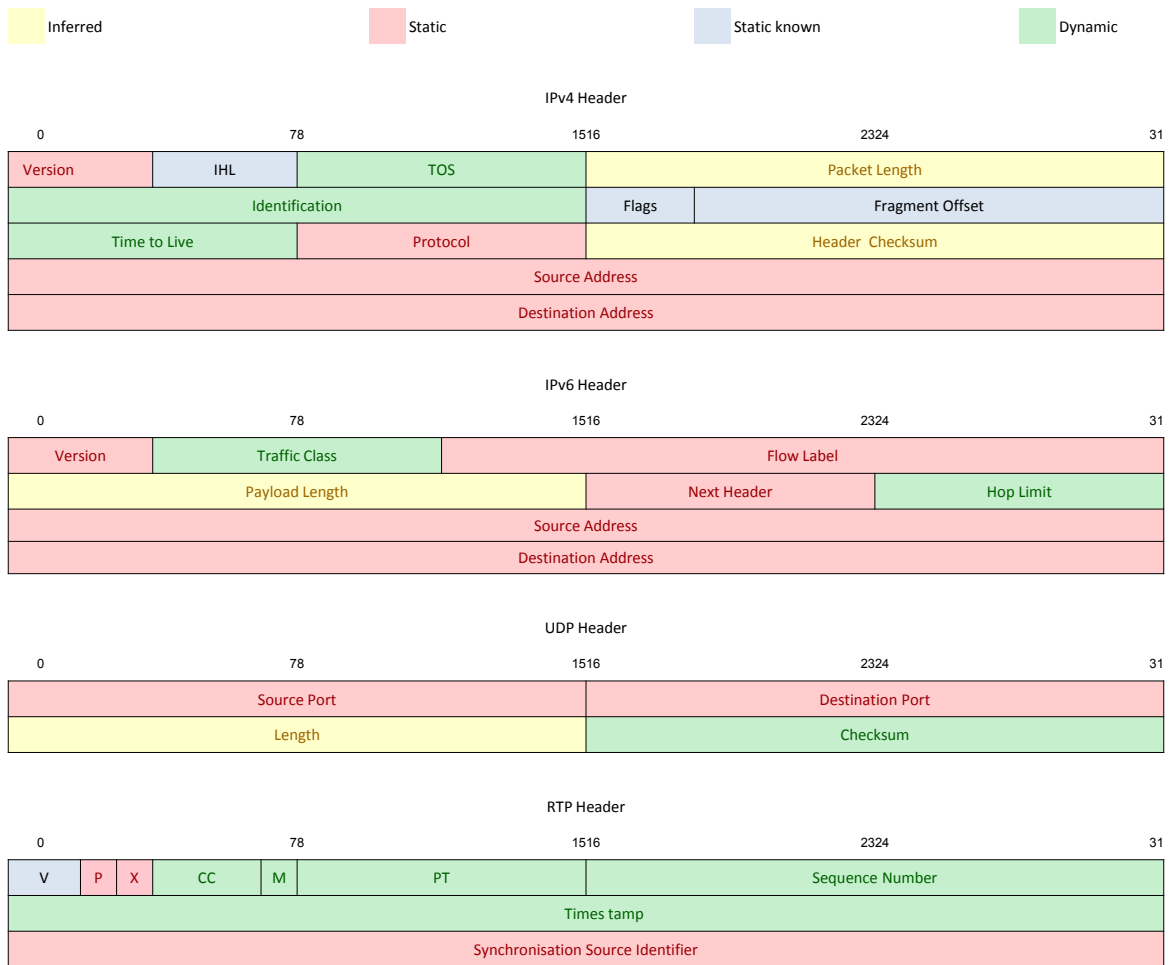 Inferred Static Static known Dynamic
IPv4 Header
0 78 1516 2324 31
Version IHL TOS Packet Length
Identification Flags Fragment Offset
Time to Live Protocol Header Checksum
Source Address
Destination Address
IPv6 Header
0 78 1516 2324 31
Version Traffic Class Flow Label
Payload Length Next Header Hop Limit
Source Address
Destination Address
UDP Header
0 78 1516 2324 31
Source Port Destination Port
Length Checksum
RTP Header
0 78 1516 2324 31
V P X CC M PT Sequence Number
Times tamp
Synchronisation Source Identifier